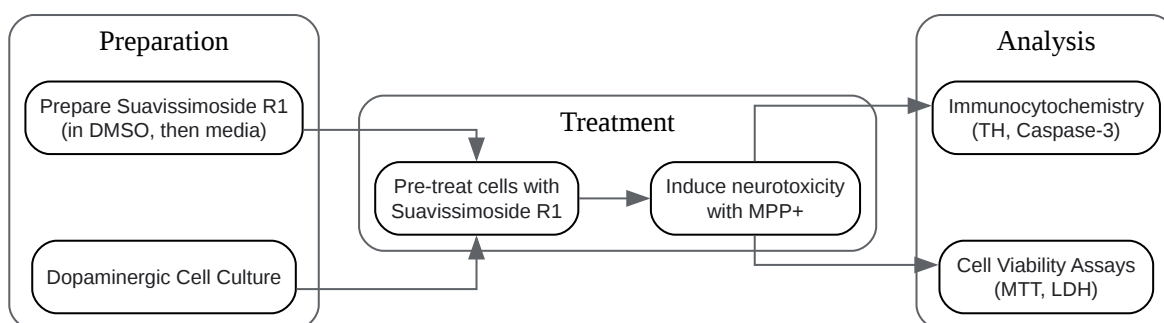 Preparation
Prepare Suavissimoside R1
(in DMSO, then media)
Dopaminergic Cell Culture
Treatment
Pre-treat cells with
Suavissimoside R1
Induce neurotoxicity
with MPP+
Analysis
Immunocytochemistry
(TH, Caspase-3)
Cell Viability Assays
(MTT, LDH)